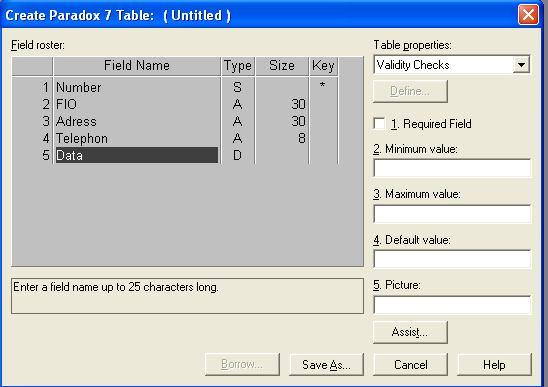 Create Paradox 7 Table: ( Untitled )
Field roster:
Field Name Type Size Key
1 Number S *
2 FIO A 30
3 Adress A 30
4 Telephon A 8
5 Data D
Enter a field name up to 25 characters long.
Table properties:
Validity Checks
Define...
1. Required Field
2. Minimum value:
3. Maximum value:
4. Default value:
5. Picture:
Assist...
Borrow... Save As... Cancel Help